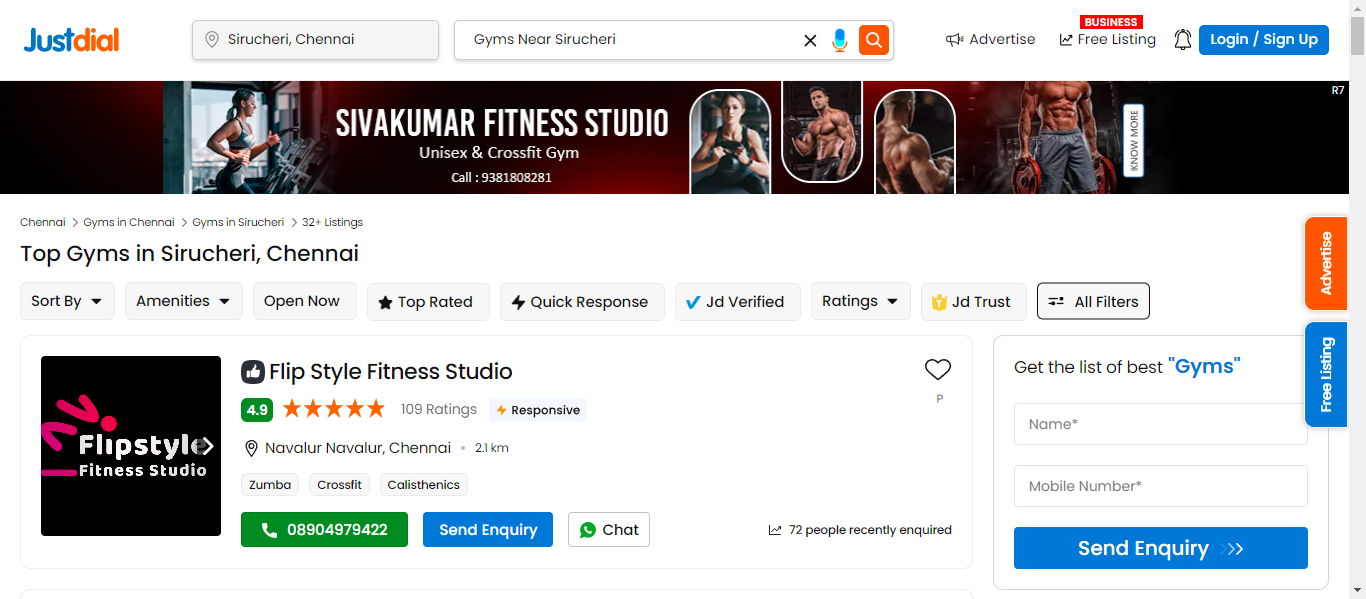 Justdial
Sirucheri, Chennai
Gyms Near Sirucheri
Advertise
BUSINESS
Free Listing
Login / Sign Up
R7
SIVAKUMAR FITNESS STUDIO
Unisex & Crossfit Gym
Call : 9381808281
KNOW MORE
Chennai > Gyms in Chennai > Gyms in Sirucheri > 32+ Listings
Top Gyms in Sirucheri, Chennai
Sort By
Amenities
Open Now
Top Rated
Quick Response
Jd Verified
Ratings
Jd Trust
All Filters
Advertise
Free Listing
Flipstyle
Fitness Studio
Flip Style Fitness Studio
P
4.9
109 Ratings
Responsive
Navalur Navalur, Chennai • 2.1 km
Zumba
Crossfit
Calisthenics
08904979422
Send Enquiry
Chat
72 people recently enquired
Get the list of best "Gyms"
Name*
Mobile Number*
Send Enquiry